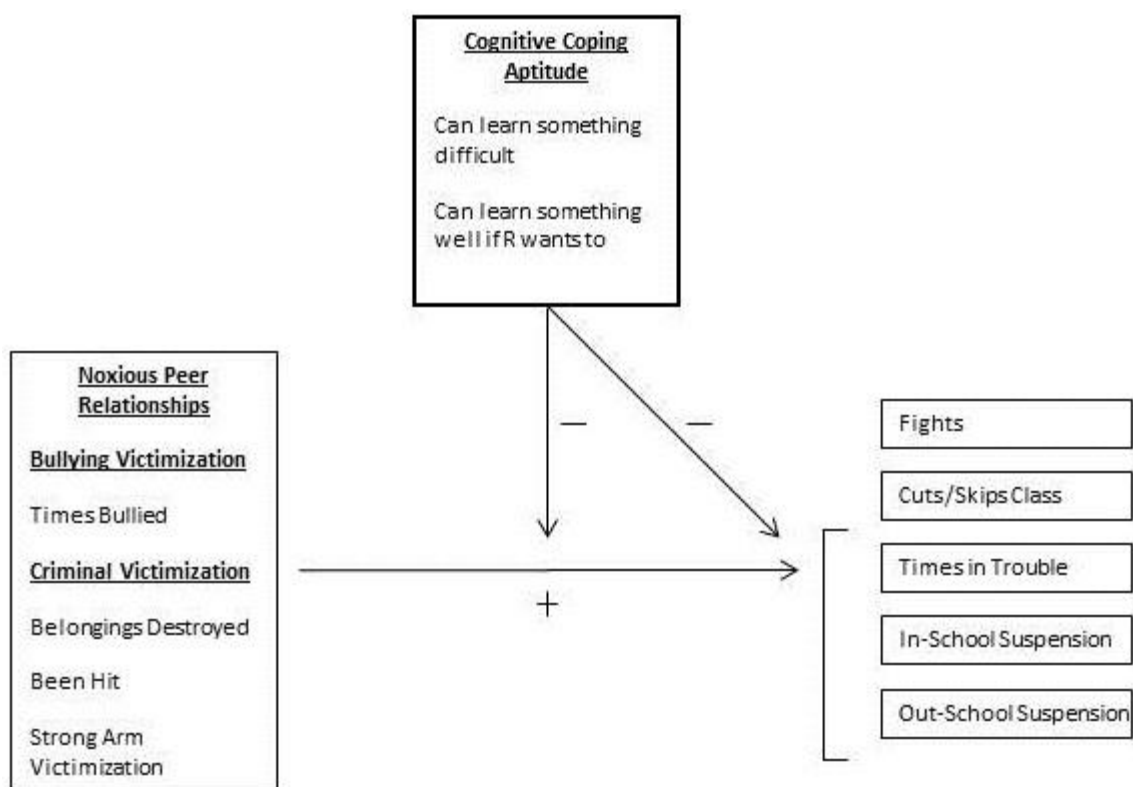 Cognitive Coping
Aptitude
Can learn something
difficult
Can learn something
well if R wants to
Noxious Peer
Relationships
Bullying Victimization
Times Bullied
Criminal Victimization
Belongings Destroyed
Been Hit
Strong Arm
Victimization
—
—
+
Fights
Cuts/Skips Class
Times in Trouble
In-School Suspension
Out-School Suspension